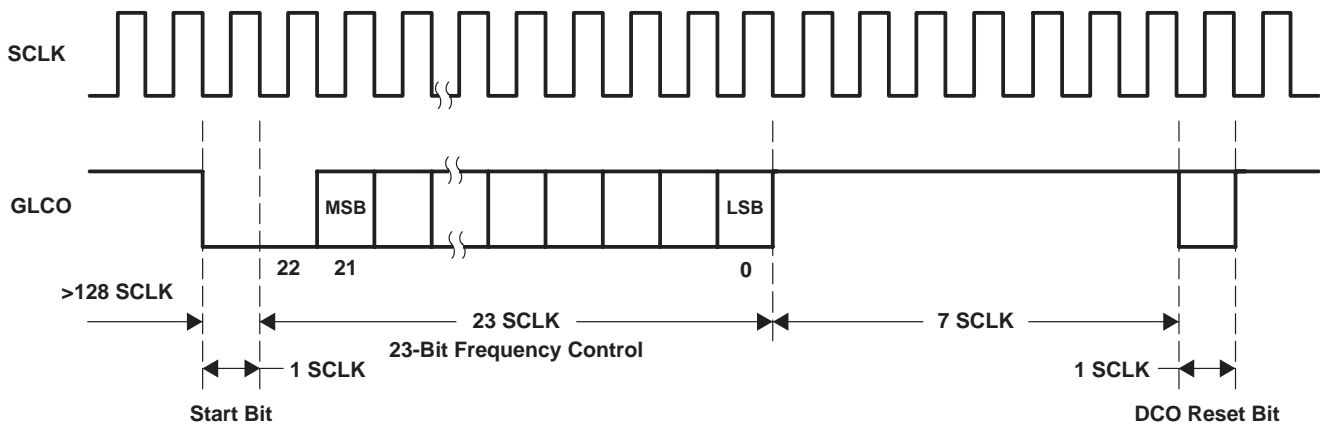 SCLK
GLCO
MSB
LSB
22
21
0
>128 SCLK
23 SCLK
7 SCLK
23-Bit Frequency Control
1 SCLK
1 SCLK
Start Bit
DCO Reset Bit